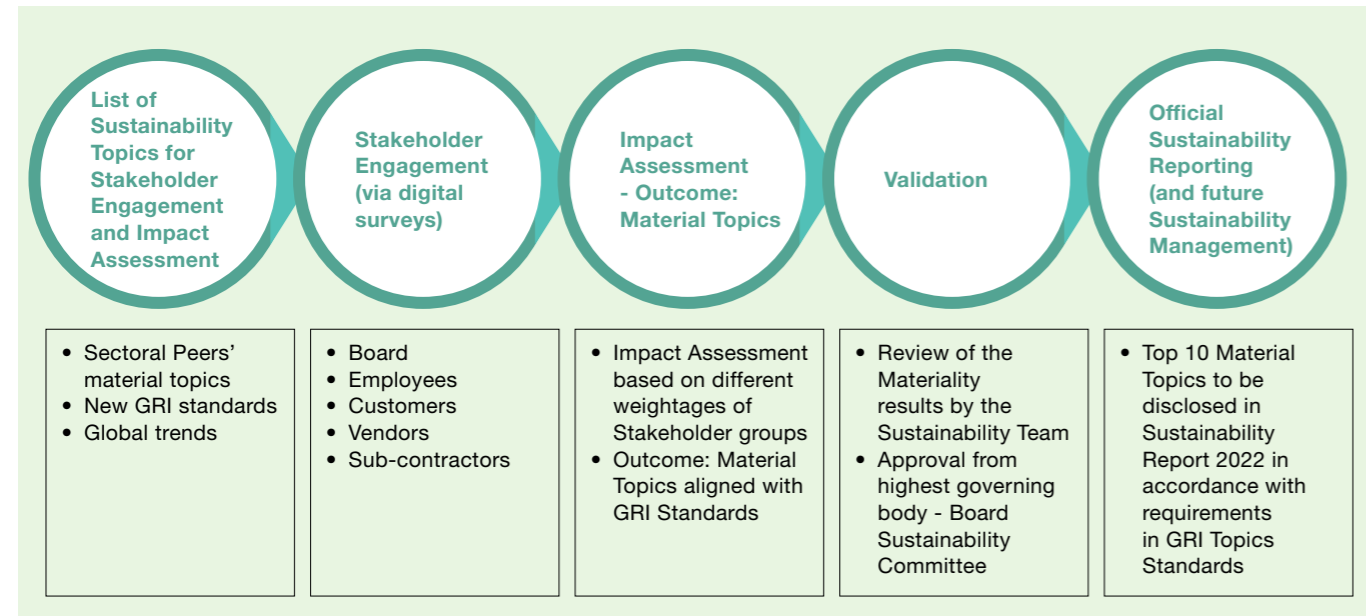 List of
Sustainability
Topics for
Stakeholder
Engagement
and Impact
Assessment
Stakeholder
Engagement
(via digital
surveys)
Impact
Assessment
- Outcome:
Material Topics
Validation
Official
Sustainability
Reporting
(and future
Sustainability
Management)
• Sectoral Peers’
material topics
• New GRI standards
• Global trends
• Board
• Employees
• Customers
• Vendors
• Sub-contractors
• Impact Assessment
based on different
weightages of
Stakeholder groups
• Outcome: Material
Topics aligned with
GRI Standards
• Review of the
Materiality
results by the
Sustainability Team
• Approval from
highest governing
body - Board
Sustainability
Committee
• Top 10 Material
Topics to be
disclosed in
Sustainability
Report 2022 in
accordance with
requirements
in GRI Topics
Standards